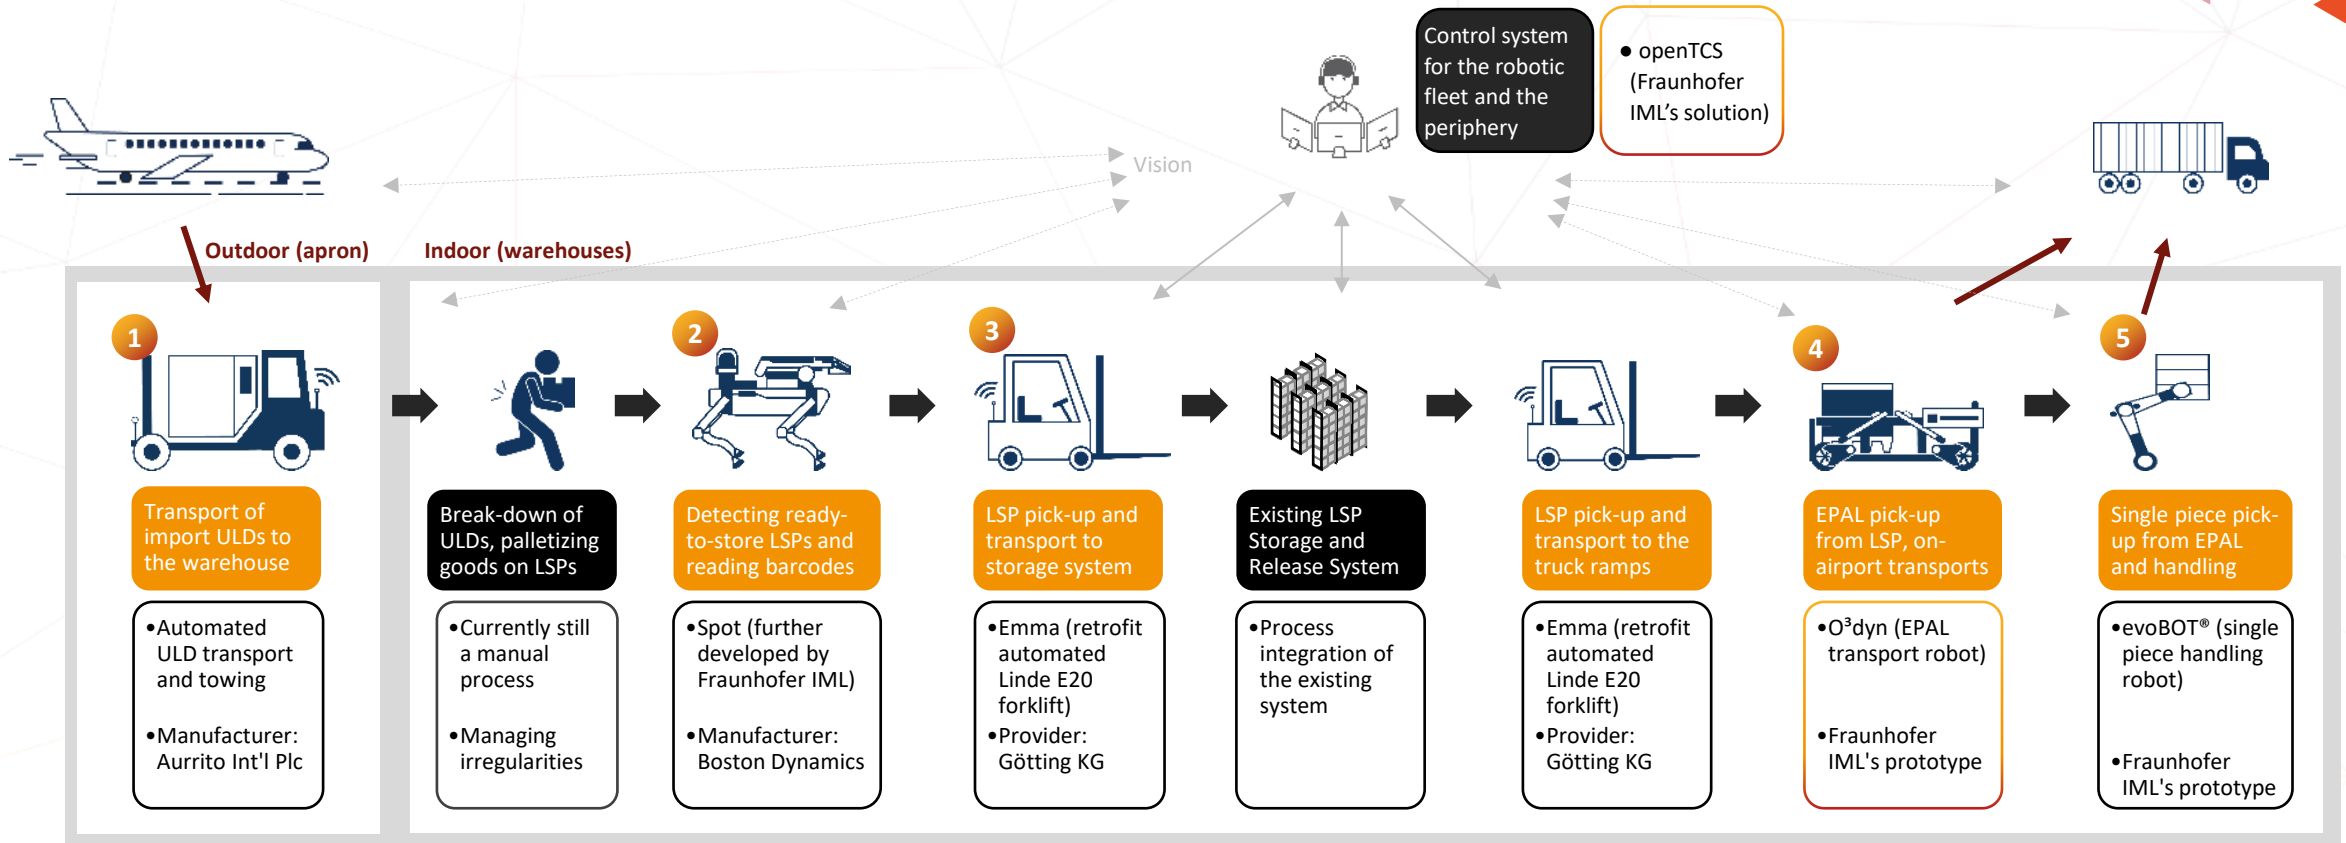 Control system
for the robotic
fleet and the
periphery
● openTCS
(Fraunhofer
IML's solution)
Vision
Outdoor (apron)
Indoor (warehouses)
1
2
3
4
5
Transport of
import ULDs to
the warehouse
•Automated
ULD transport
and towing
•Manufacturer:
Aurrito Int'l Plc
Break-down of
ULDs, palletizing
goods on LSPs
•Currently still
a manual
process
•Managing
irregularities
Detecting ready-
to-store LSPs and
reading barcodes
•Spot (further
developed by
Fraunhofer IML)
•Manufacturer:
Boston Dynamics
LSP pick-up and
transport to
storage system
•Emma (retrofit
automated
Linde E20
forklift)
•Provider:
Götting KG
Existing LSP
Storage and
Release System
•Process
integration of
the existing
system
LSP pick-up and
transport to the
truck ramps
•Emma (retrofit
automated
Linde E20
forklift)
•Provider:
Götting KG
EPAL pick-up
from LSP, on-
airport transports
•O³dyn (EPAL
transport robot)
•Fraunhofer
IML's prototype
Single piece pick-
up from EPAL
and handling
•evoBOT® (single
piece handling
robot)
•Fraunhofer
IML's prototype